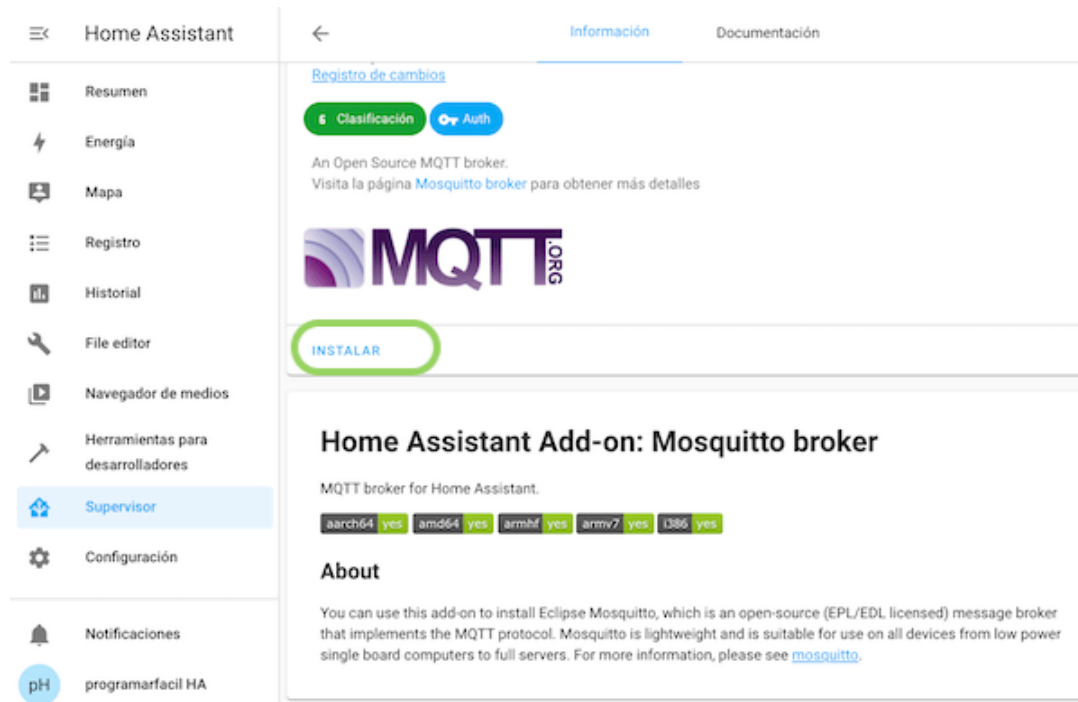 Home Assistant
Resumen
Energía
Mapa
Registro
Historial
File editor
Navegador de medios
Herramientas para
desarrolladores
Supervisor
Configuración
Notificaciones
pH programarfacil HA
Información Documentación
Registro de cambios
6 Clasificación Auth
An Open Source MQTT broker.
Visita la página Mosquitto broker para obtener más detalles
MQTT.ORG
INSTALAR
Home Assistant Add-on: Mosquitto broker
MQTT broker for Home Assistant.
aarch64 yes amd64 yes armhf yes armv7 yes i386 yes
About
You can use this add-on to install Eclipse Mosquitto, which is an open-source (EPL/EDL licensed) message broker
that implements the MQTT protocol. Mosquitto is lightweight and is suitable for use on all devices from low power
single board computers to full servers. For more information, please see mosquitto.